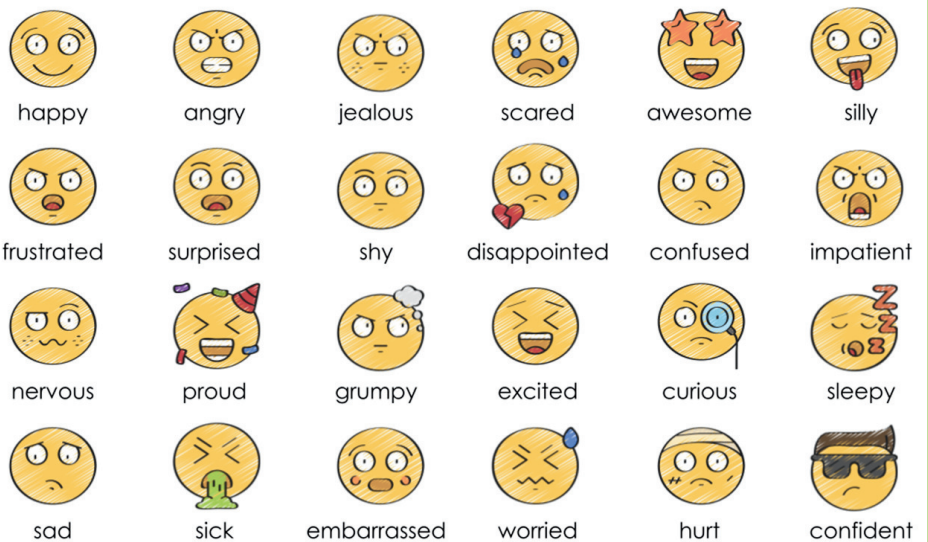 happy angry jealous scared awesome silly
frustrated surprised shy disappointed confused impatient
nervous proud grumpy excited curious sleepy
sad sick embarrassed worried hurt confident